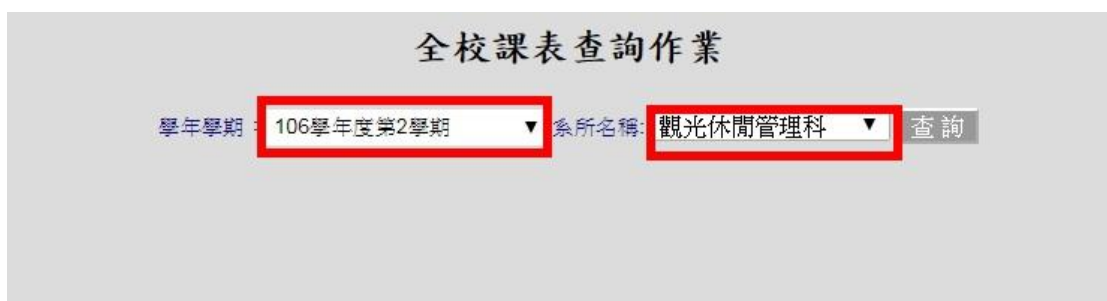 全校課表查詢作業
學年學期： 106學年度第2學期 ▼ 系所名稱: 觀光休閒管理科 ▼ 查詢